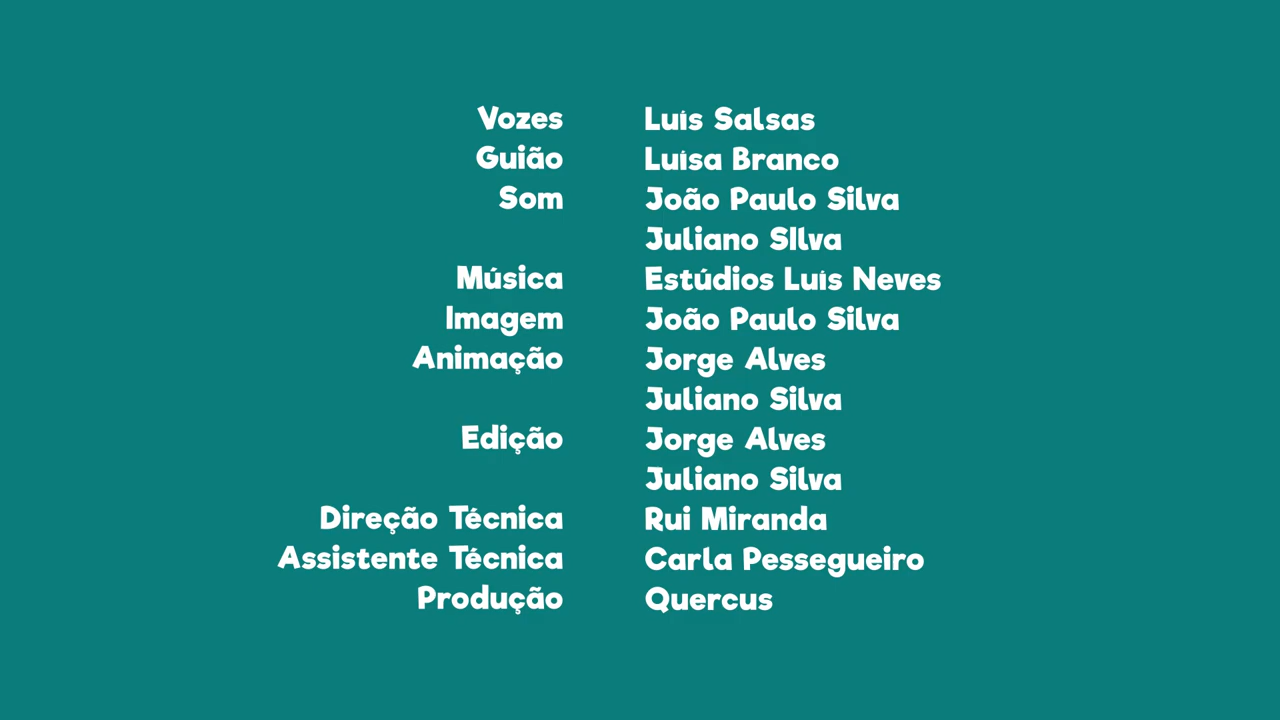 Vozes Luís Salsas
Guião Luísa Branco
Som João Paulo Silva
Juliano SIlva
Música Estúdios Luís Neves
Imagem João Paulo Silva
Animação Jorge Alves
Juliano Silva
Edição Jorge Alves
Juliano Silva
Direção Técnica Rui Miranda
Assistente Técnica Carla Pessegueiro
Produção Quercus